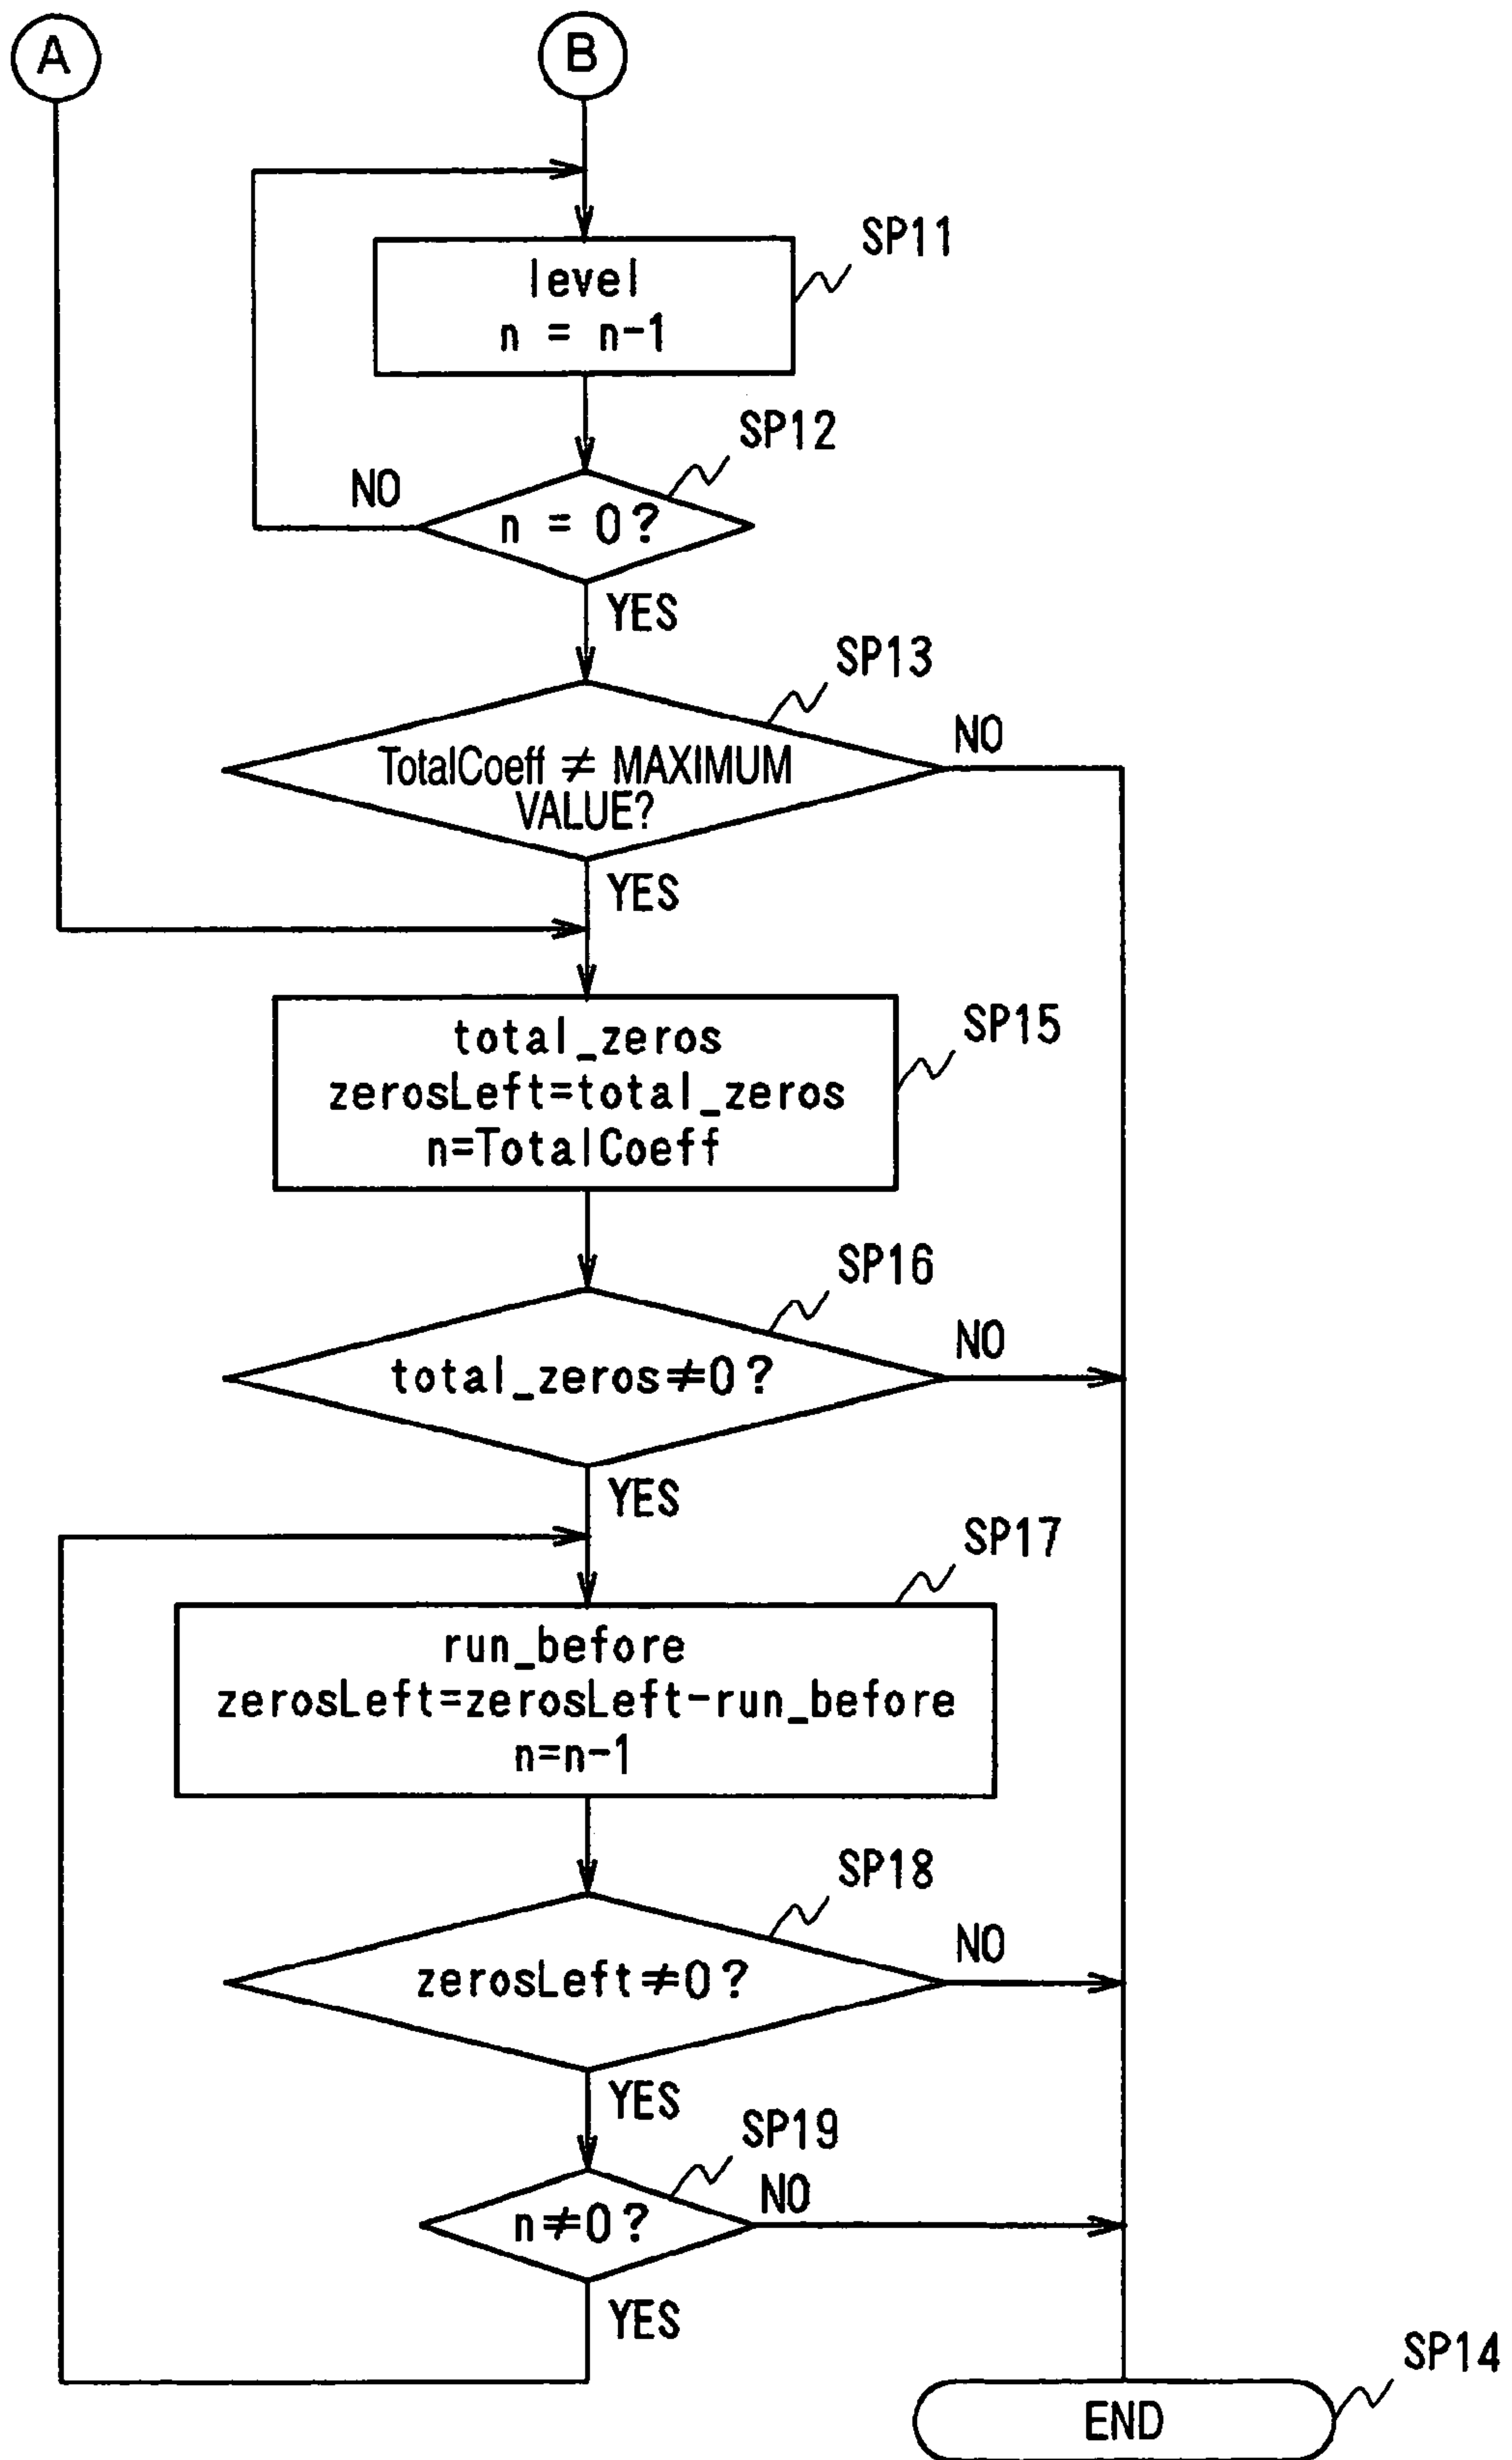 A
B
SP11
level
n = n-1
SP12
NO
n = 0?
YES
SP13
NO
TotalCoeff ≠ MAXIMUM
VALUE?
YES
SP15
total_zeros
zerosLeft=total_zeros
n=TotalCoeff
SP16
NO
total_zeros≠0?
YES
SP17
run_before
zerosLeft=zerosLeft-run_before
n=n-1
SP18
NO
zerosLeft≠0?
YES
SP19
NO
n≠0?
YES
SP14
END